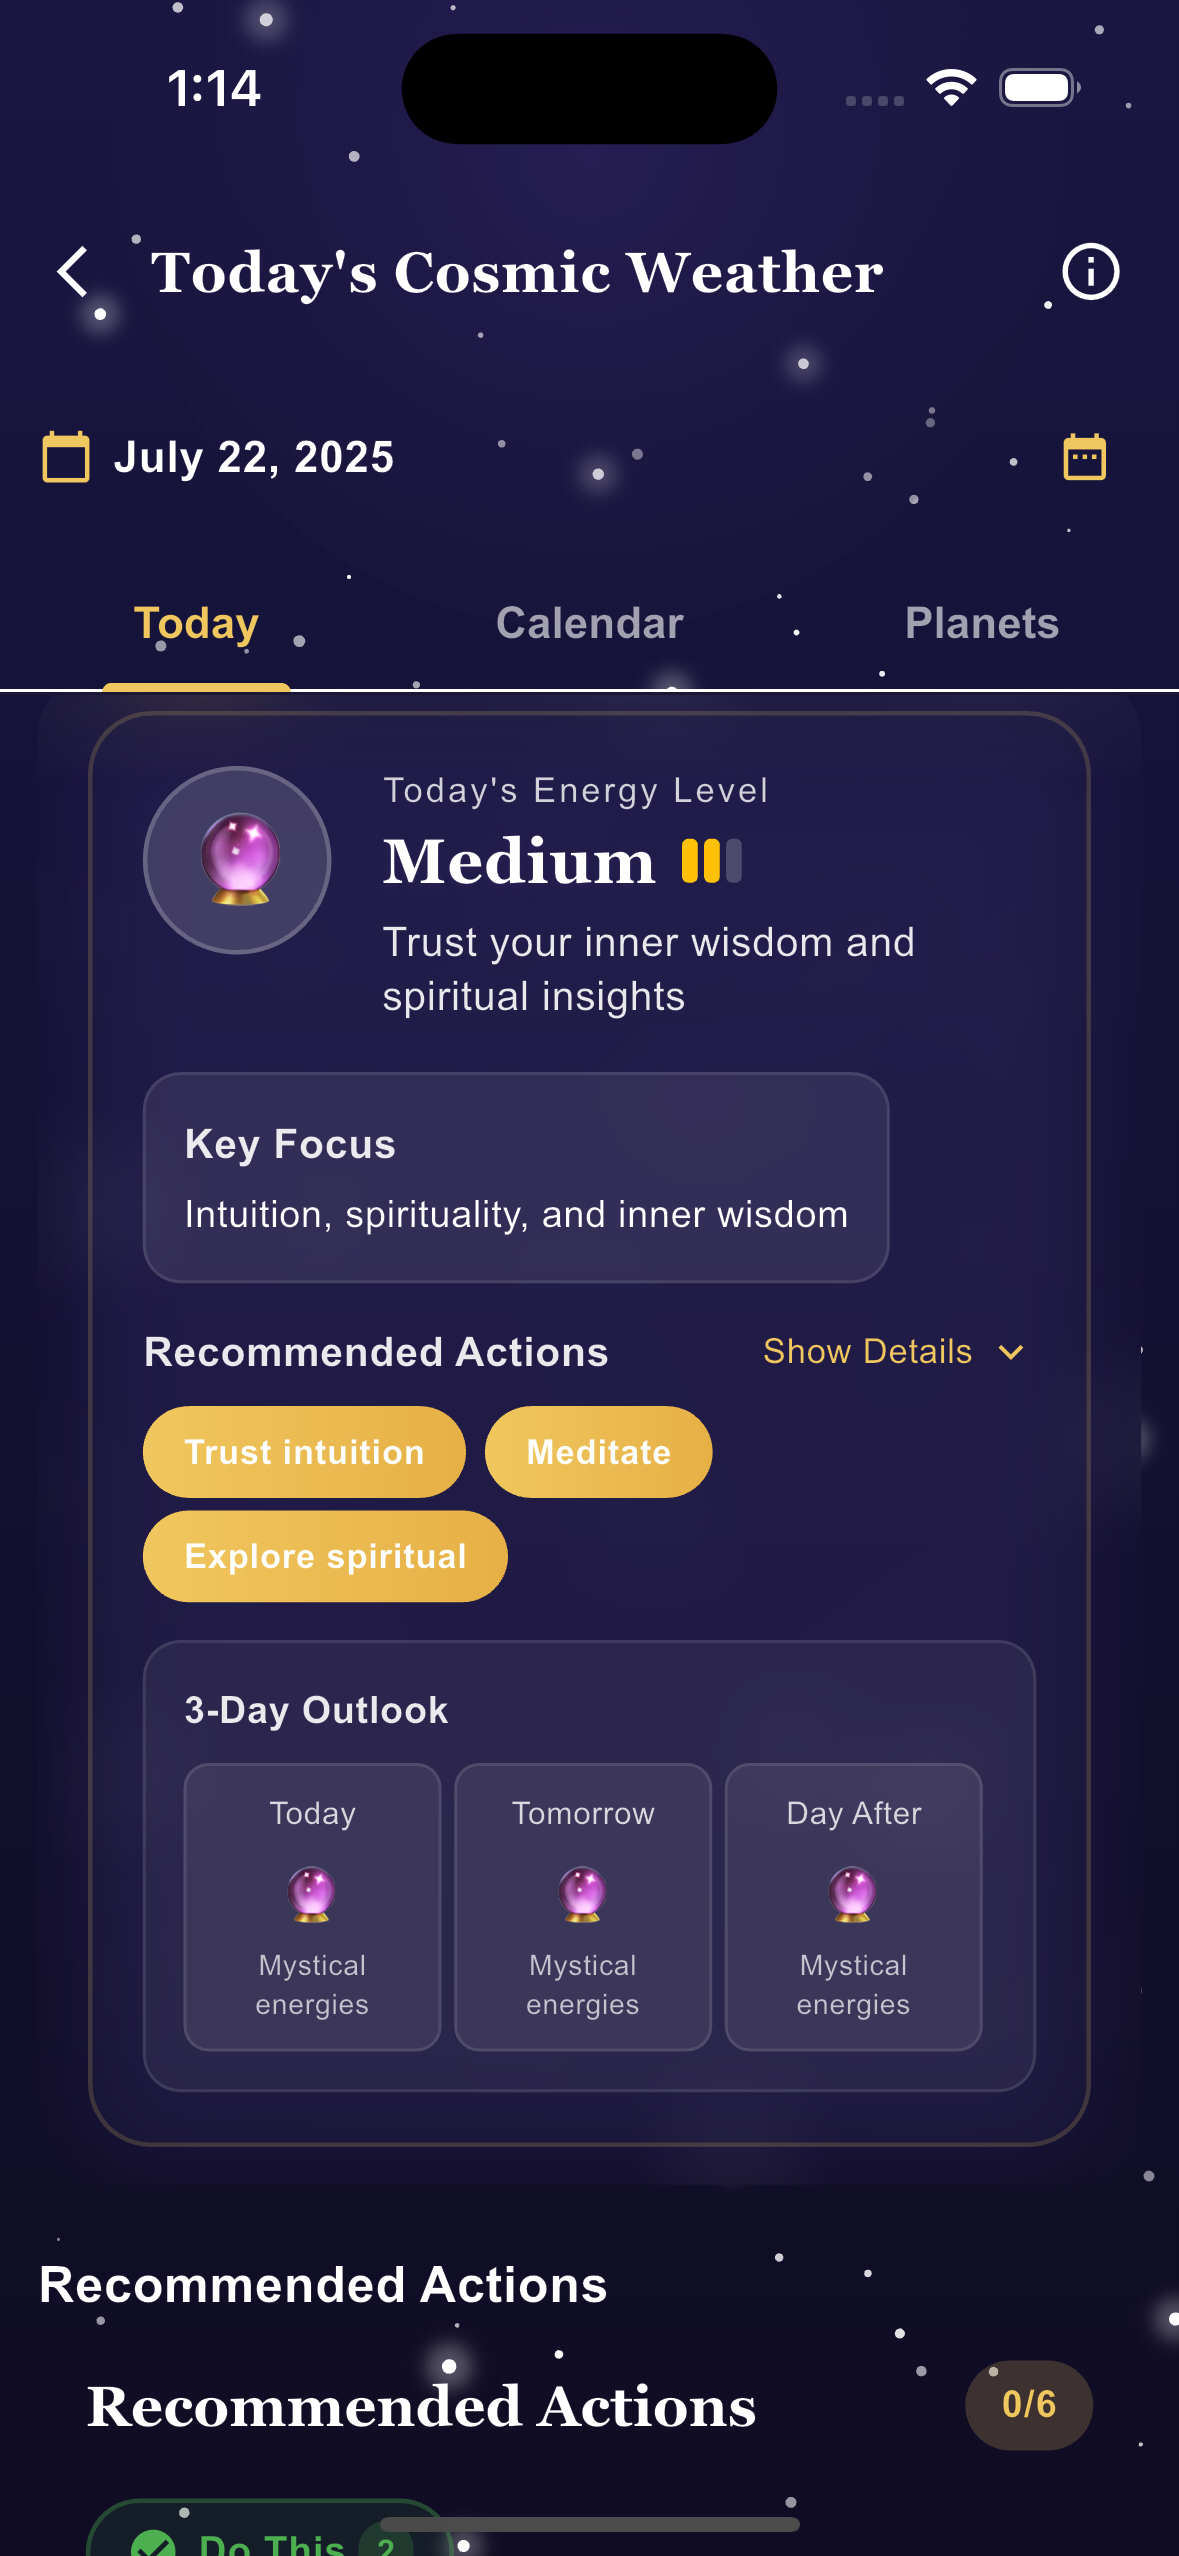 1:14
Today's Cosmic Weather
July 22, 2025
Today
Calendar
Planets
Today's Energy Level
Medium
Trust your inner wisdom and
spiritual insights
Key Focus
Intuition, spirituality, and inner wisdom
Recommended Actions
Show Details
Trust intuition
Meditate
Explore spiritual
3-Day Outlook
Today
Tomorrow
Day After
Mystical
energies
Mystical
energies
Mystical
energies
Recommended Actions
Recommended Actions
0/6
Do This 2